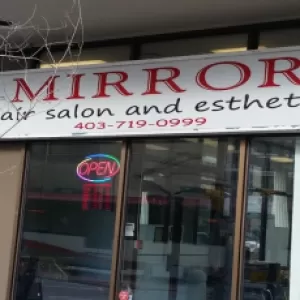 MIRROR
air salon and esthet
403-719-0999
OPEN